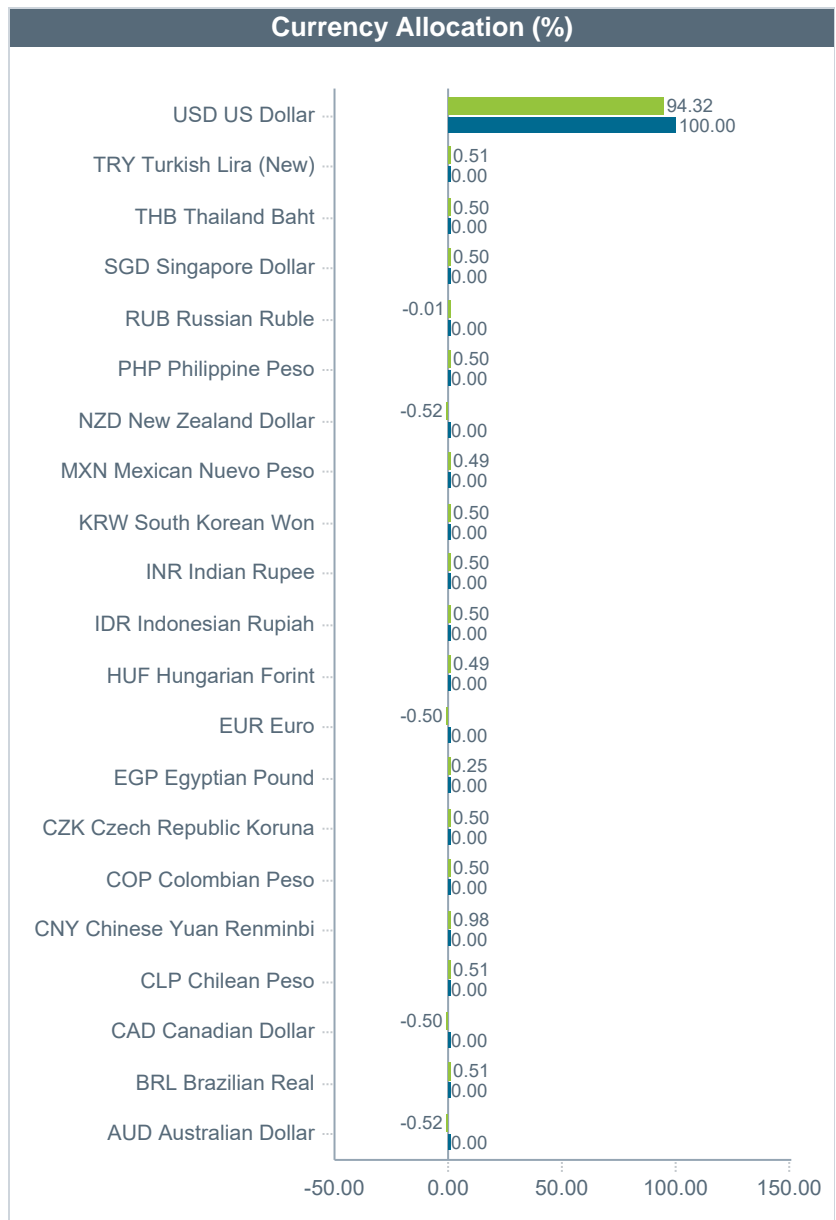 Currency Allocation (%)
USD US Dollar
94.32
100.00
TRY Turkish Lira (New)
0.51
0.00
THB Thailand Baht
0.50
0.00
SGD Singapore Dollar
0.50
0.00
RUB Russian Ruble
-0.01
0.00
PHP Philippine Peso
0.50
0.00
NZD New Zealand Dollar
-0.52
0.00
MXN Mexican Nuevo Peso
0.49
0.00
KRW South Korean Won
0.50
0.00
INR Indian Rupee
0.50
0.00
IDR Indonesian Rupiah
0.50
0.00
HUF Hungarian Forint
0.49
0.00
EUR Euro
-0.50
0.00
EGP Egyptian Pound
0.25
0.00
CZK Czech Republic Koruna
0.50
0.00
COP Colombian Peso
0.50
0.00
CNY Chinese Yuan Renminbi
0.98
0.00
CLP Chilean Peso
0.51
0.00
CAD Canadian Dollar
-0.50
0.00
BRL Brazilian Real
0.51
0.00
AUD Australian Dollar
-0.52
0.00
-50.00 0.00 50.00 100.00 150.00